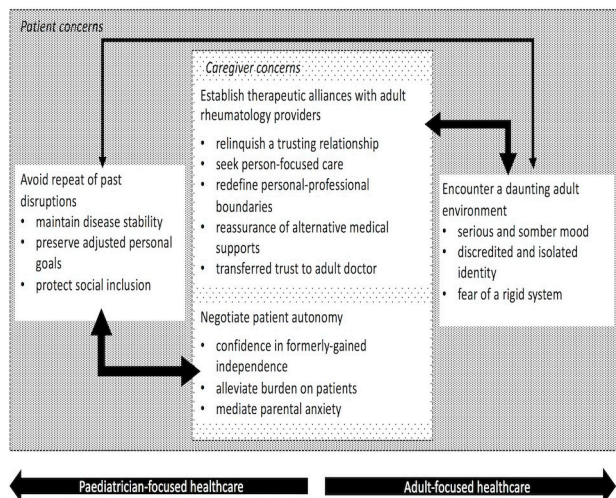 Patient concerns
Caregiver concerns
Establish therapeutic alliances with adult
rheumatology providers
• relinquish a trusting relationship
• seek person-focused care
• redefine personal-professional
boundaries
• reassurance of alternative medical
supports
• transferred trust to adult doctor
Avoid repeat of past
disruptions
• maintain disease stability
• preserve adjusted personal
goals
• protect social inclusion
Encounter a daunting adult
environment
• serious and somber mood
• discredited and isolated
identity
• fear of a rigid system
Negotiate patient autonomy
• confidence in formerly-gained
independence
• alleviate burden on patients
• mediate parental anxiety
Paediatrician-focused healthcare
Adult-focused healthcare